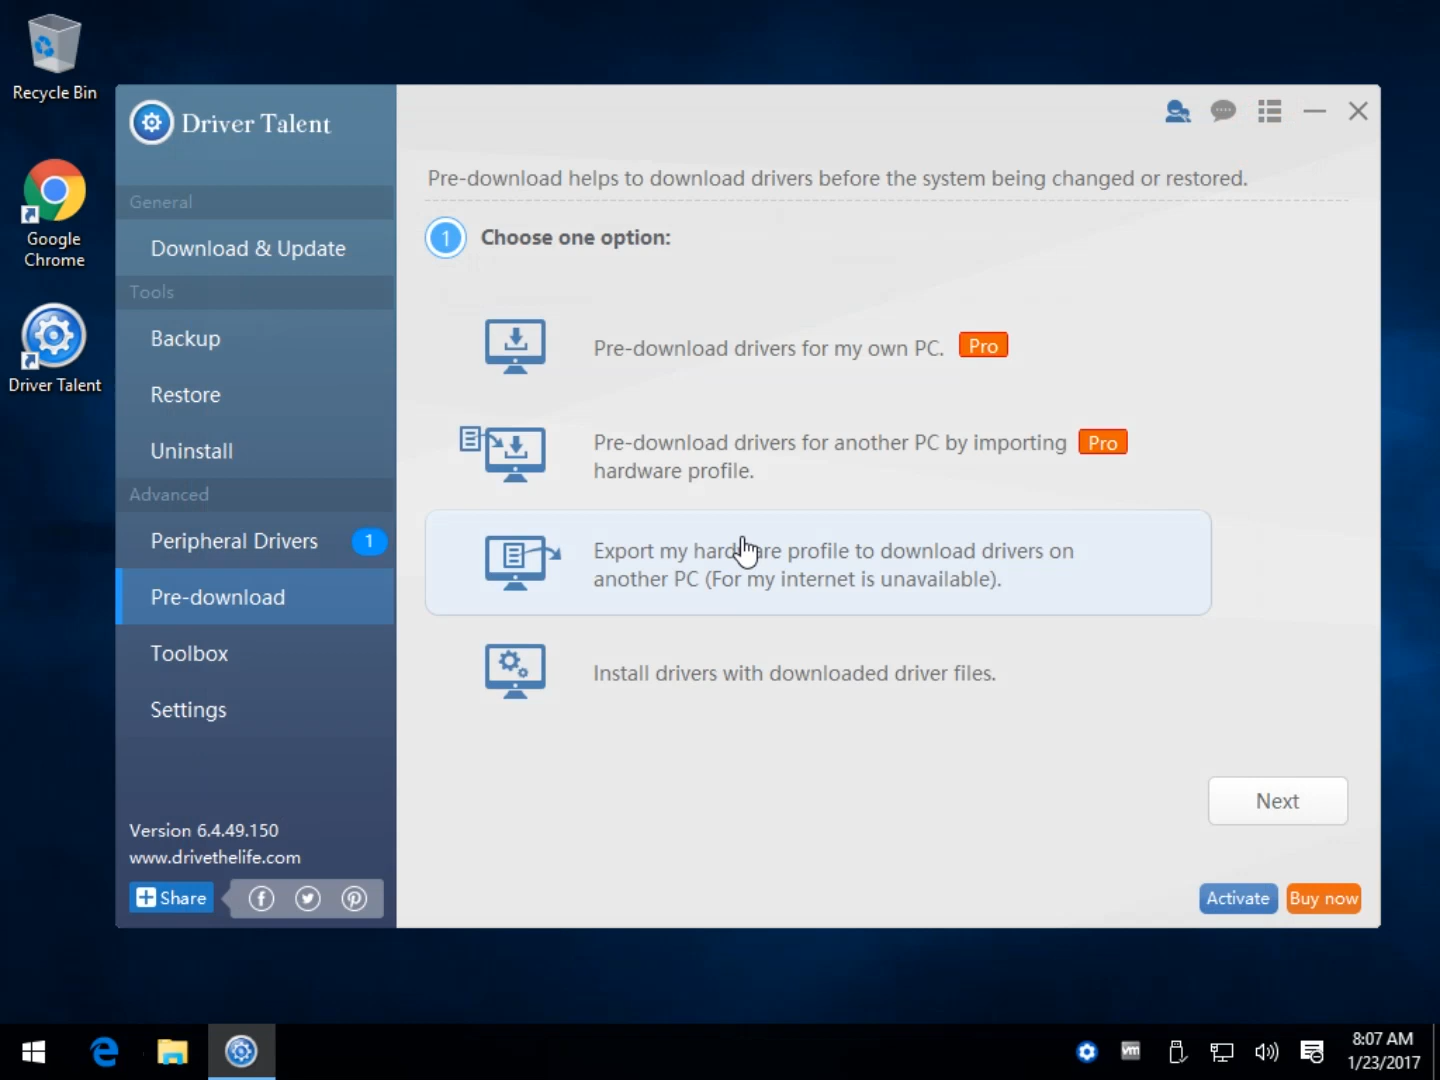 Recycle Bin
Google
Chrome
Driver Talent
Driver Talent
General
Download & Update
Tools
Backup
Restore
Uninstall
Advanced
Peripheral Drivers 1
Pre-download
Toolbox
Settings
Version 6.4.49.150
www.drivethelife.com
Share
Pre-download helps to download drivers before the system being changed or restored.
1 Choose one option:
Pre-download drivers for my own PC. Pro
Pre-download drivers for another PC by importing Pro
hardware profile.
Export my hardware profile to download drivers on
another PC (For my internet is unavailable).
Install drivers with downloaded driver files.
Next
Activate Buy now
vm
8:07 AM
1/23/2017